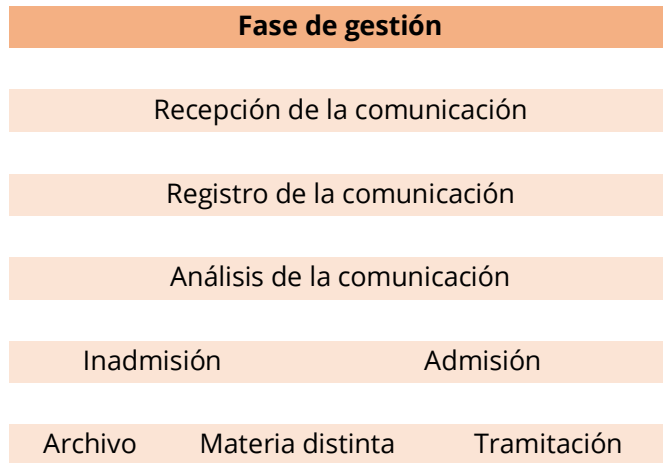 Fase de gestión
Recepción de la comunicación
Registro de la comunicación
Análisis de la comunicación
Inadmisión Admisión
Archivo Materia distinta Tramitación